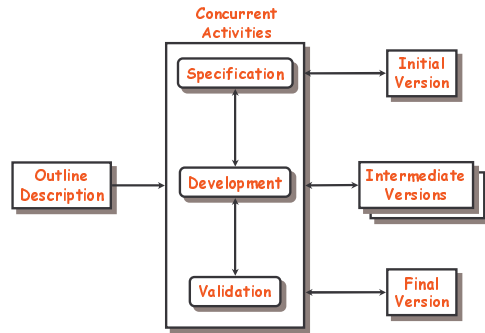 Concurrent
Activities
Specification
Initial
Version
Outline
Description
Development
Intermediate
Versions
Validation
Final
Version